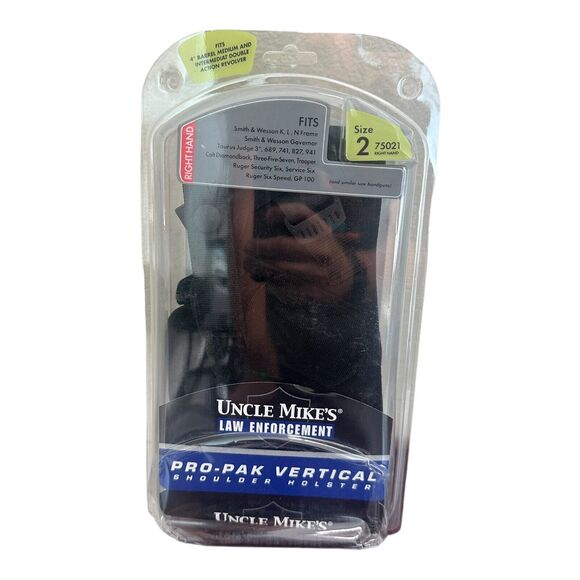 FITS
4" BARREL MEDIUM AND
INTERMEDIAT DOUBLE
ACTION REVOLVER
RIGHT HAND
FITS
Smith & Wesson K, L, N Frame
Smith & Wesson Govenor
Taurus Judge 3", 689, 741, 827, 941
Colt Diamondback, Three-Five-Seven, Trooper
Ruger Security Six, Service Six
Ruger Six Speed, GP 100
(and similar size handguns)
Size
2 75021
RIGHT HAND
UNCLE MIKE'S®
LAW ENFORCEMENT
PRO-PAK VERTICAL
SHOULDER HOLSTER
UNCLE MIKE'S®